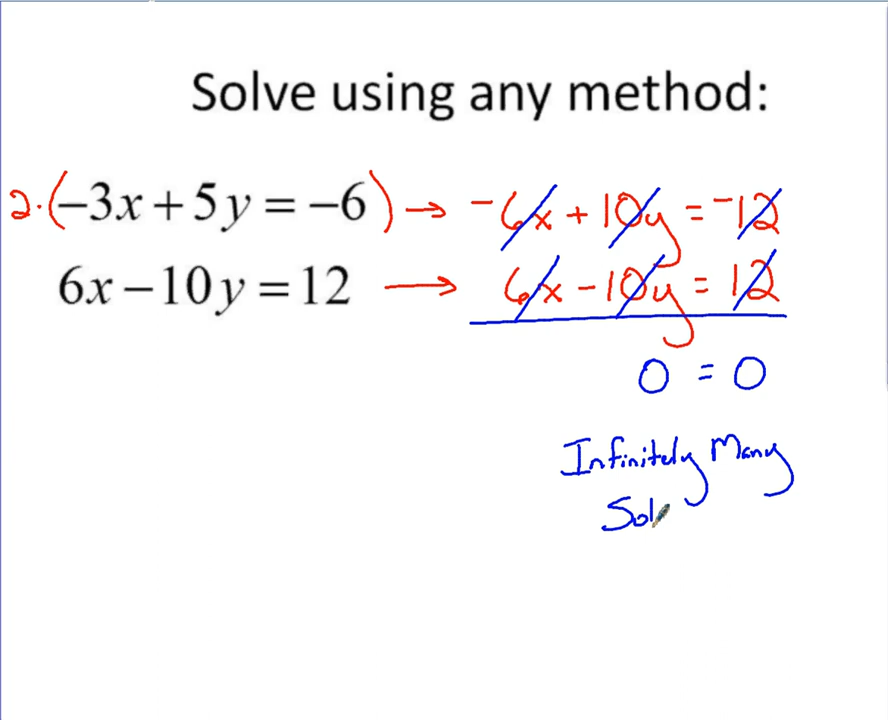 Solve using any method:
2·(−3x + 5y = −6) → -6x + 10y = -12
6x − 10y = 12 → 6x - 10y = 12
0 = 0
Infinitely Many
Sol